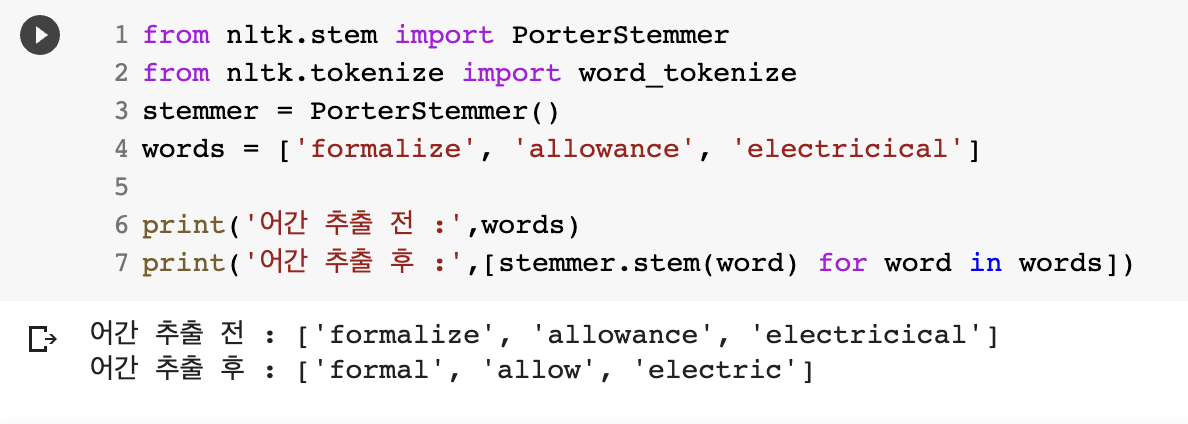 1 from nltk.stem import PorterStemmer
2 from nltk.tokenize import word_tokenize
3 stemmer = PorterStemmer()
4 words = ['formalize', 'allowance', 'electricical']
5
6 print('어간 추출 전 :',words)
7 print('어간 추출 후 :',[stemmer.stem(word) for word in words])
어간 추출 전 : ['formalize', 'allowance', 'electricical']
어간 추출 후 : ['formal', 'allow', 'electric']